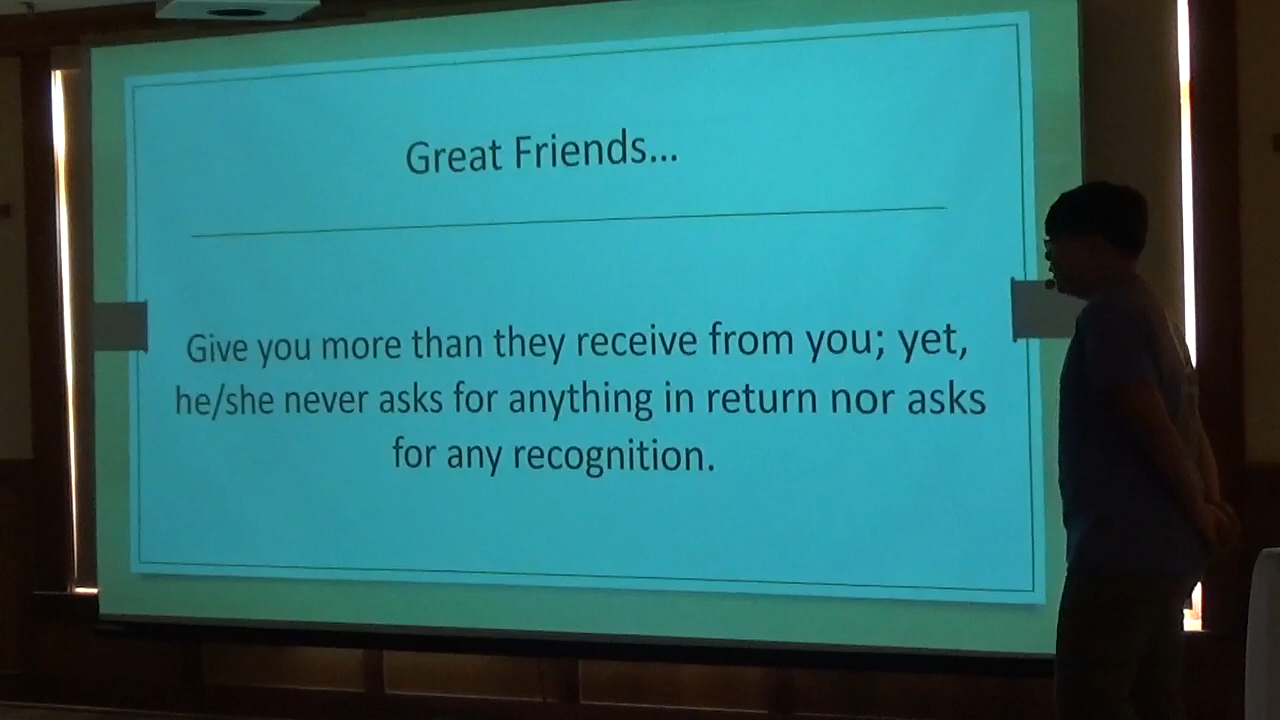 Great Friends...
Give you more than they receive from you; yet,
he/she never asks for anything in return nor asks
for any recognition.